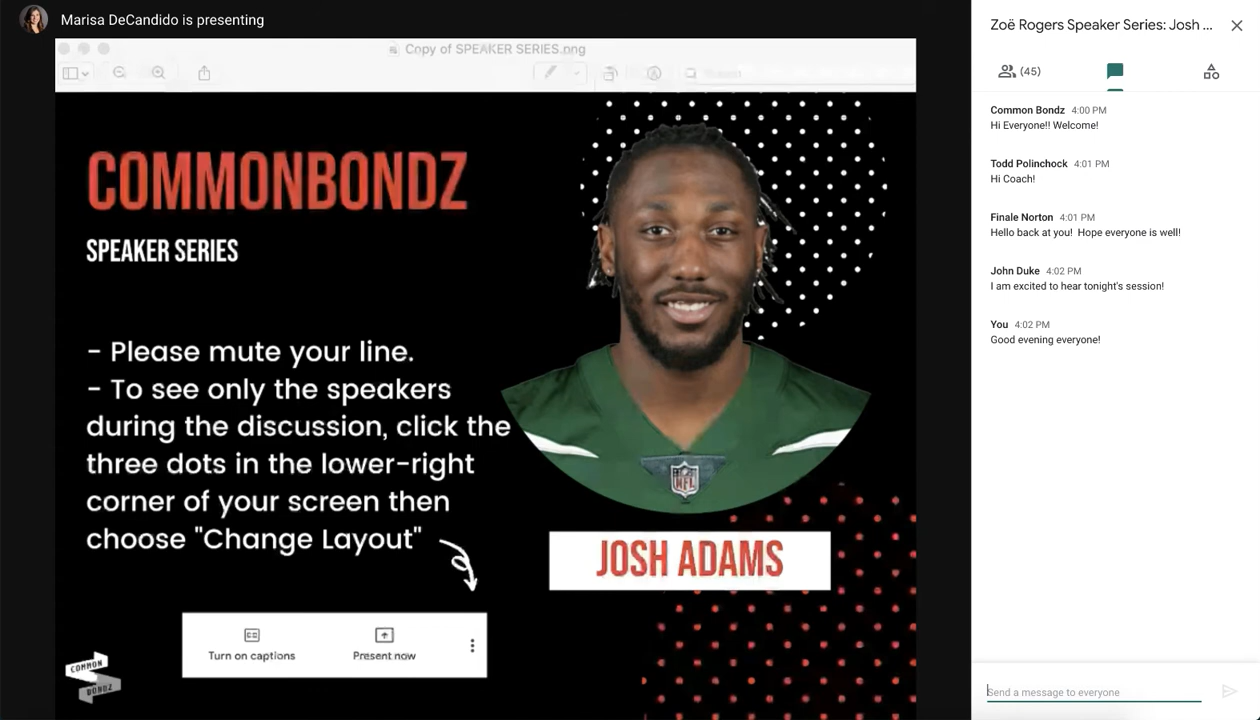 Marisa DeCandido is presenting
Copy of SPEAKER SERIES.png
COMMONBONDZ
SPEAKER SERIES
- Please mute your line.
- To see only the speakers
during the discussion, click the
three dots in the lower-right
corner of your screen then
choose "Change Layout"
Turn on captions
Present now
COMMON
BONDZ
NFL
JOSH ADAMS
Zoë Rogers Speaker Series: Josh ...
(45)
Common Bondz 4:00 PM
Hi Everyone!! Welcome!
Todd Polinchock 4:01 PM
Hi Coach!
Finale Norton 4:01 PM
Hello back at you! Hope everyone is well!
John Duke 4:02 PM
I am excited to hear tonight's session!
You 4:02 PM
Good evening everyone!
Send a message to everyone